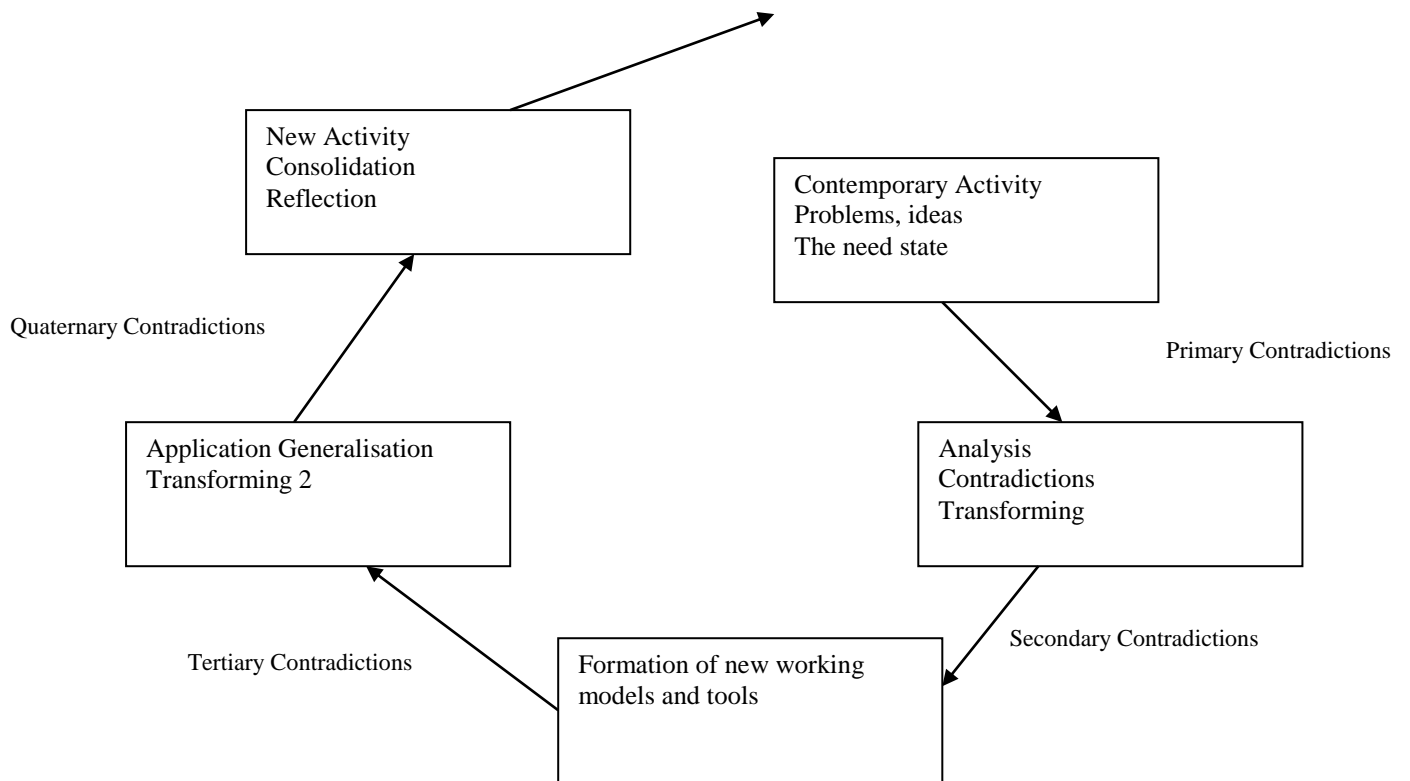 New Activity
Consolidation
Reflection
Contemporary Activity
Problems, ideas
The need state
Quaternary Contradictions
Primary Contradictions
Application Generalisation
Transforming 2
Analysis
Contradictions
Transforming
Tertiary Contradictions
Formation of new working
models and tools
Secondary Contradictions